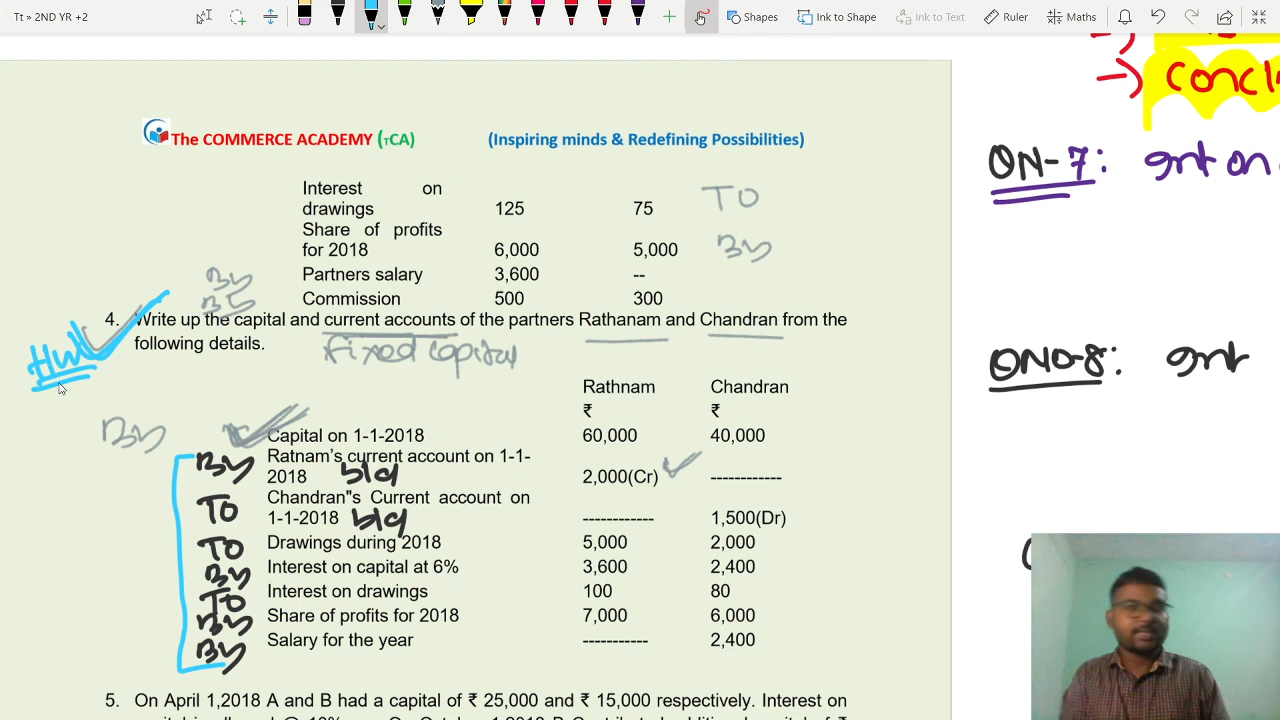 Tt » 2ND YR +2
Shapes
Ink to Shape
Ink to Text
Ruler
Maths
-) CONCL
The COMMERCE ACADEMY (TCA) (Inspiring minds & Redefining Possibilities)
Interest on
drawings 125 75 TO
Share of profits
for 2018 6,000 5,000 By
Partners salary 3,600 --
By
Commission 500 300
By
4. Write up the capital and current accounts of the partners Rathanam and Chandran from the
following details. fixed capital
HW
Rathnam Chandran
₹ ₹
By Capital on 1-1-2018 60,000 40,000
By Ratnam's current account on 1-1-
2018 b/d 2,000(Cr) ------------
TO Chandran"s Current account on
1-1-2018 b/d ------------ 1,500(Dr)
TO Drawings during 2018 5,000 2,000
By Interest on capital at 6% 3,600 2,400
TO Interest on drawings 100 80
By Share of profits for 2018 7,000 6,000
By Salary for the year ----------- 2,400
5. On April 1,2018 A and B had a capital of ₹ 25,000 and ₹ 15,000 respectively. Interest on
ON-7: Int on
ONO-8: Int